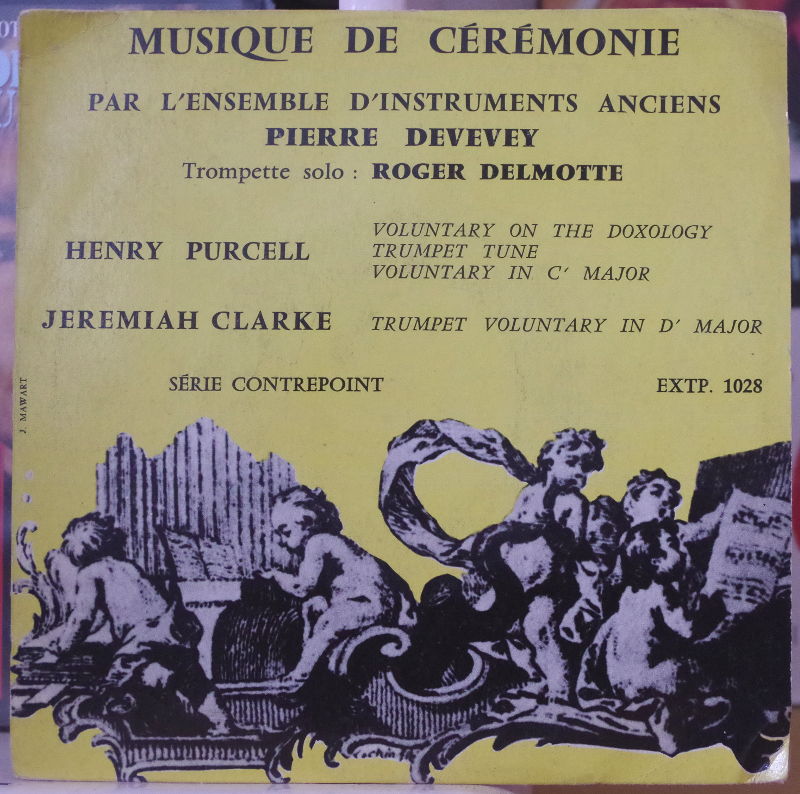 MUSIQUE DE CÉRÉMONIE
PAR L'ENSEMBLE D'INSTRUMENTS ANCIENS
PIERRE DEVEVEY
Trompette solo : ROGER DELMOTTE
HENRY PURCELL
VOLUNTARY ON THE DOXOLOGY
TRUMPET TUNE
VOLUNTARY IN C' MAJOR
JEREMIAH CLARKE
TRUMPET VOLUNTARY IN D' MAJOR
SÉRIE CONTREPOINT
EXTP. 1028
J. MAWART